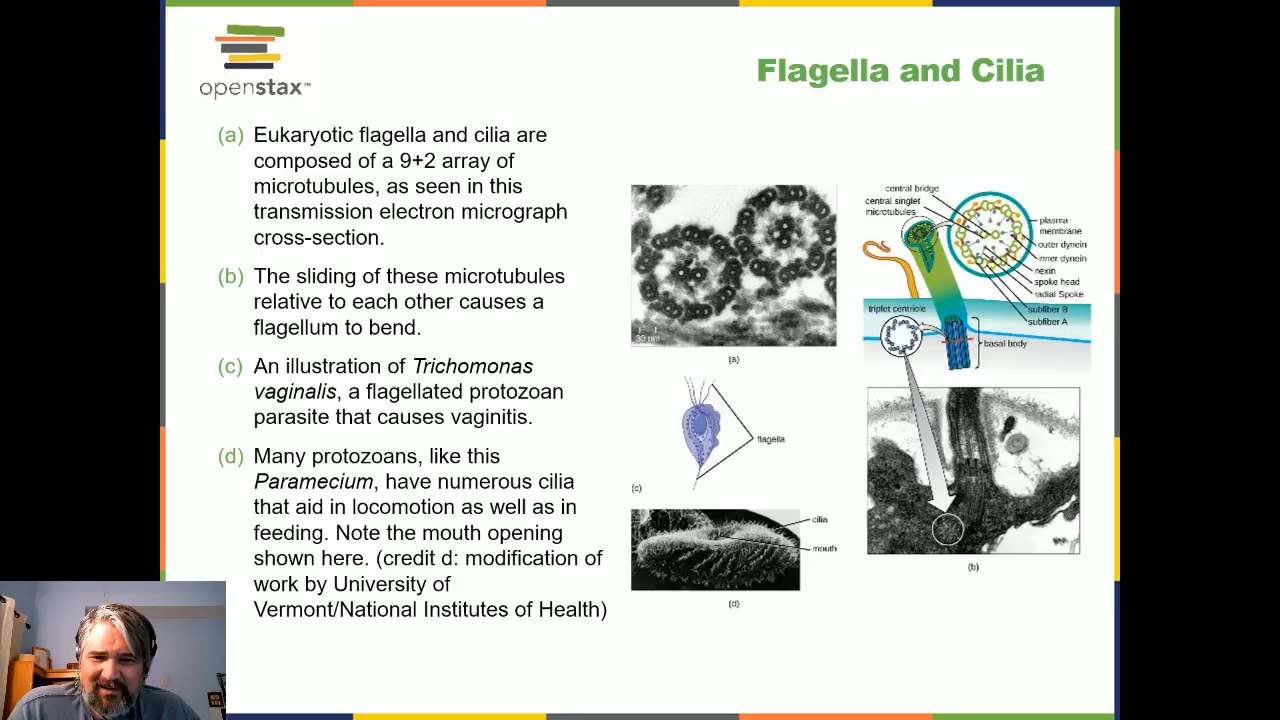 openstax™
Flagella and Cilia
(a) Eukaryotic flagella and cilia are
composed of a 9+2 array of
microtubules, as seen in this
transmission electron micrograph
cross-section.
(b) The sliding of these microtubules
relative to each other causes a
flagellum to bend.
(c) An illustration of Trichomonas
vaginalis, a flagellated protozoan
parasite that causes vaginitis.
(d) Many protozoans, like this
Paramecium, have numerous cilia
that aid in locomotion as well as in
feeding. Note the mouth opening
shown here. (credit d: modification of
work by University of
Vermont/National Institutes of Health)
30 nm
(a)
flagella
(c)
cilia
mouth
(d)
central bridge
central singlet
microtubules
plasma
membrane
outer dynein
inner dynein
nexin
spoke head
radial Spoke
subfiber B
subfiber A
triplet centriole
basal body
(b)